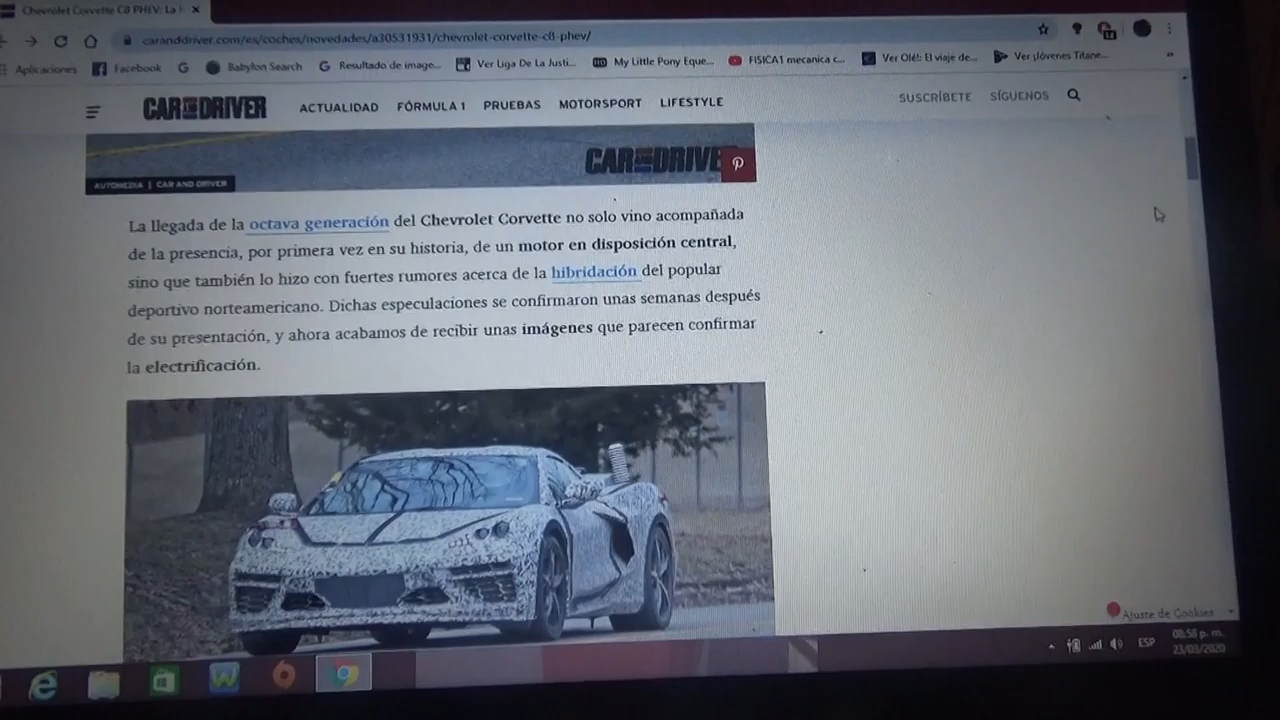 Chevrolet Corvette C8 PHEV: La
caranddriver.com/es/coches/novedades/a30531931/chevrolet-corvette-c8-phev/
Aplicaciones Facebook Babylon Search Resultado de image... Ver Liga De La Justi... My Little Pony Eque... FISICA1 mecanica c... Ver Olé!: El viaje de... Ver ¡Jóvenes Titane...
CAR AND DRIVER ACTUALIDAD FÓRMULA 1 PRUEBAS MOTORSPORT LIFESTYLE SUSCRÍBETE SÍGUENOS
CAR AND DRIVE
AUTOMEDIA | CAR AND DRIVER
La llegada de la octava generación del Chevrolet Corvette no solo vino acompañada
de la presencia, por primera vez en su historia, de un motor en disposición central,
sino que también lo hizo con fuertes rumores acerca de la hibridación del popular
deportivo norteamericano. Dichas especulaciones se confirmaron unas semanas después
de su presentación, y ahora acabamos de recibir unas imágenes que parecen confirmar
la electrificación.
Ajuste de Cookies
ESP 08:58 p. m.
23/03/2020